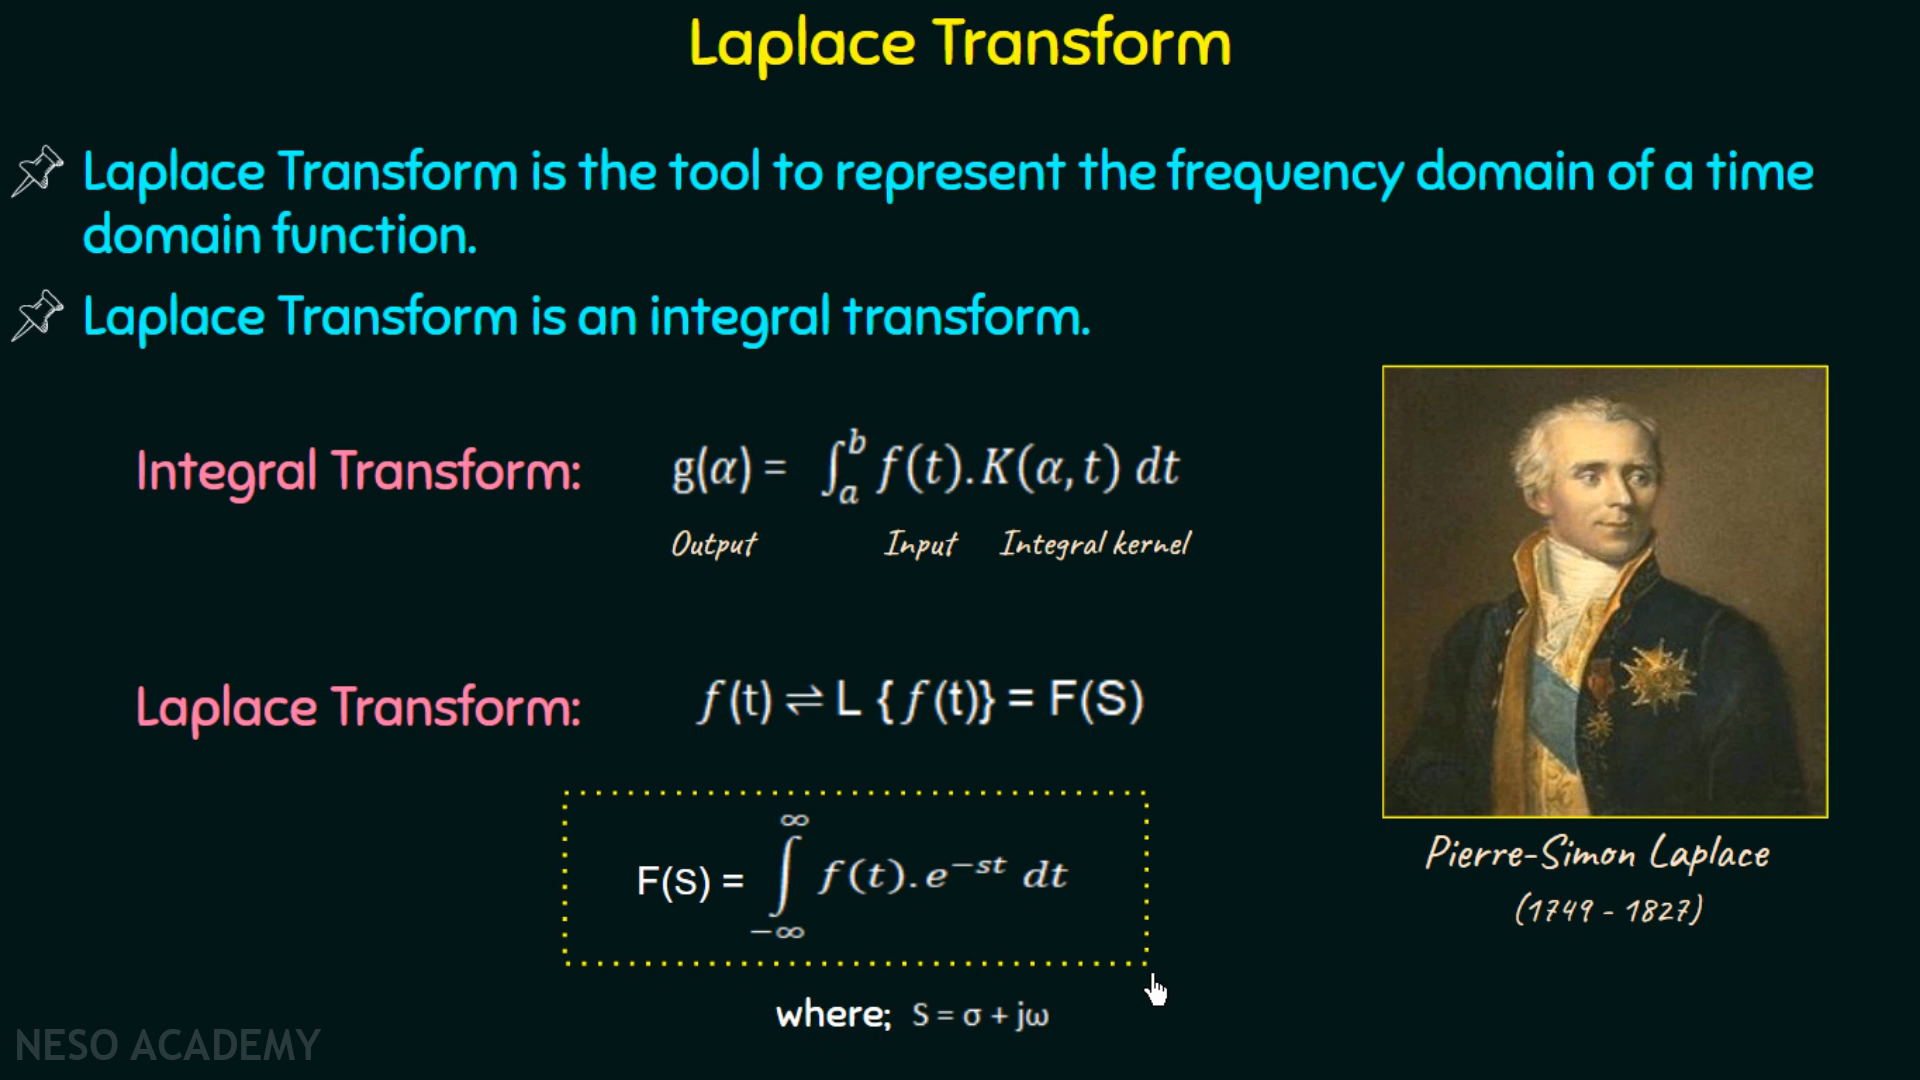 Laplace Transform
Laplace Transform is the tool to represent the frequency domain of a time
domain function.
Laplace Transform is an integral transform.
Integral Transform: g(α) = ∫_a^b f(t).K(α,t) dt
Output Input Integral kernel
Laplace Transform: f(t) ⇌ L {f(t)} = F(S)
F(S) = ∫_{-∞}^{∞} f(t).e^{-st} dt
where; S = σ + jω
Pierre-Simon Laplace
(1749 - 1827)
NESO ACADEMY